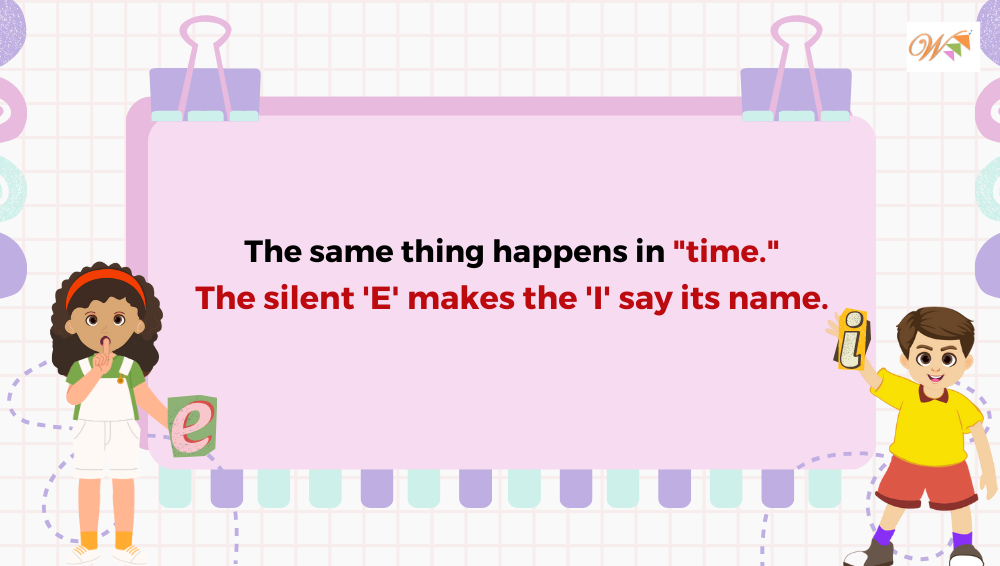 W
The same thing happens in "time."
The silent 'E' makes the 'I' say its name.
e
i